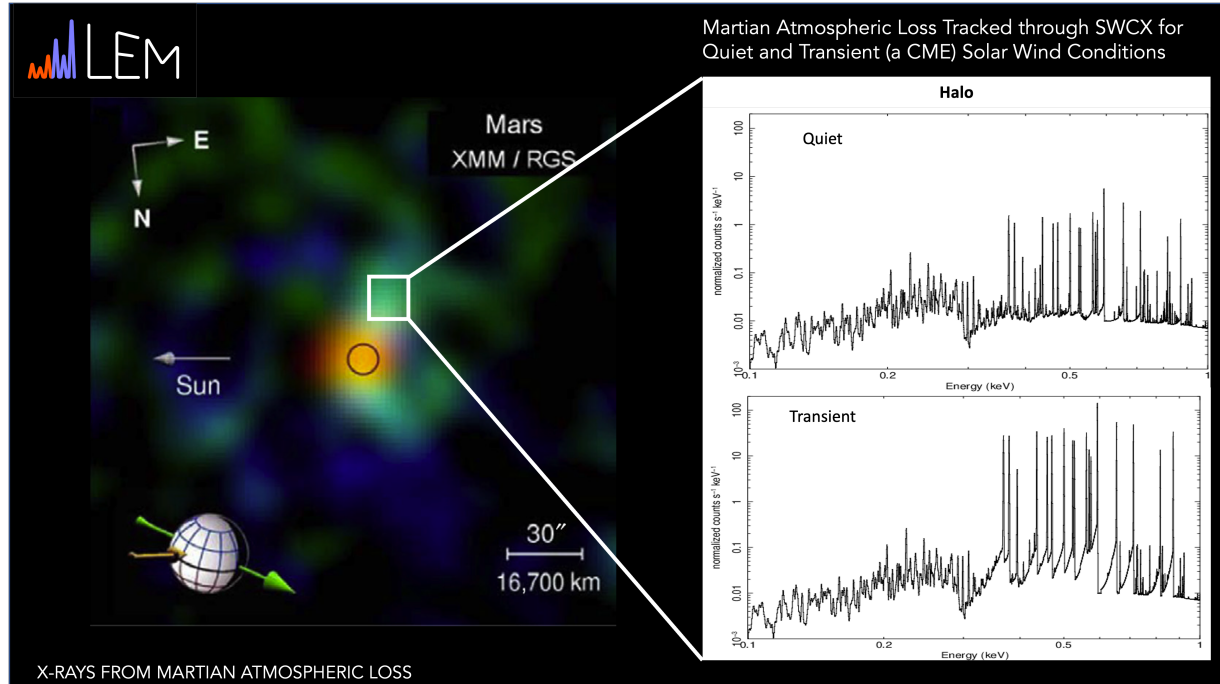 LEM
Martian Atmospheric Loss Tracked through SWCX for
Quiet and Transient (a CME) Solar Wind Conditions
E
N
Mars
XMM / RGS
Sun
30″
16,700 km
Halo
Quiet
normalized counts s⁻¹ keV⁻¹
100
10
1
0.1
0.01
10⁻³
0.1
0.2
0.5
1
Energy (keV)
Transient
normalized counts s⁻¹ keV⁻¹
100
10
1
0.1
0.01
10⁻³
0.1
0.2
0.5
1
Energy (keV)
X-RAYS FROM MARTIAN ATMOSPHERIC LOSS